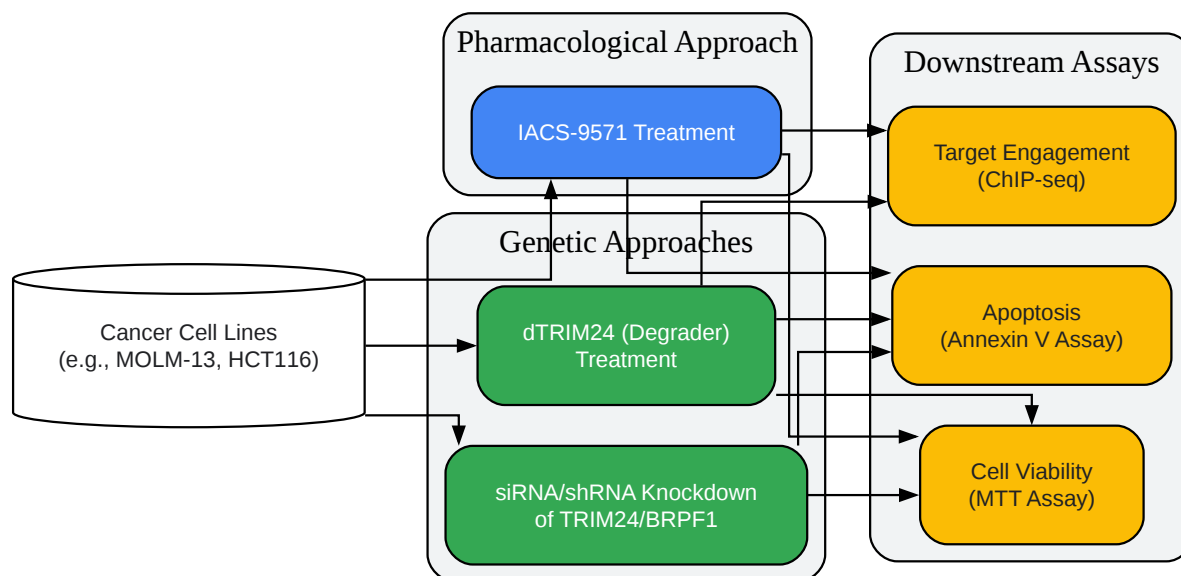 Pharmacological Approach
IACS-9571 Treatment
Genetic Approaches
dTRIM24 (Degrader)
Treatment
siRNA/shRNA Knockdown
of TRIM24/BRPF1
Cancer Cell Lines
(e.g., MOLM-13, HCT116)
Downstream Assays
Target Engagement
(ChIP-seq)
Apoptosis
(Annexin V Assay)
Cell Viability
(MTT Assay)